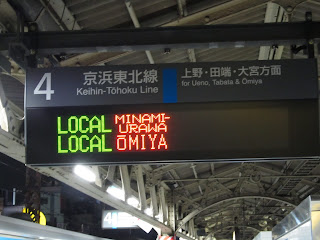 4
京浜東北線
Keihin-Tōhoku Line
上野・田端・大宮方面
for Ueno, Tabata & Ōmiya
LOCAL MINAMI-
URAWA
LOCAL ŌMIYA
4